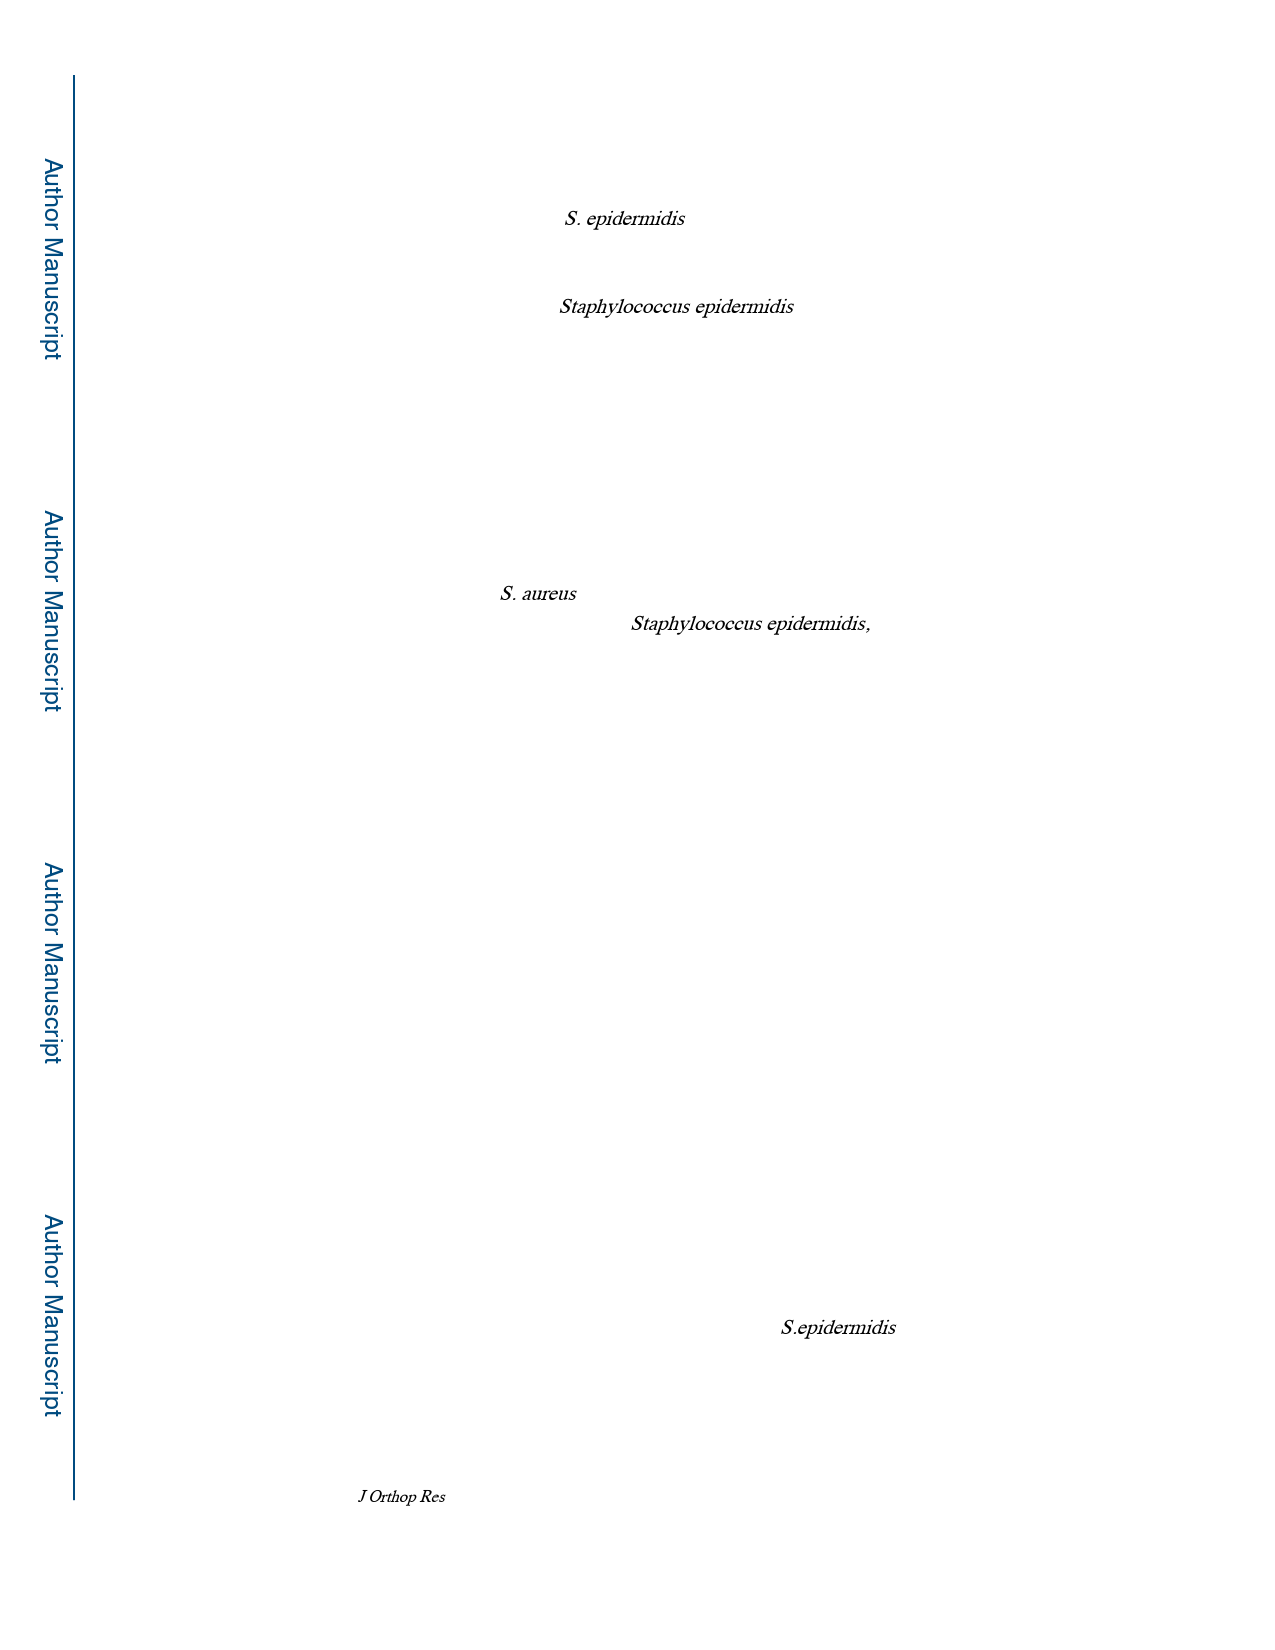 Author Manuscript
Author Manuscript
Author Manuscript
Author Manuscript
S. epidermidis
Staphylococcus epidermidis
S. aureus
Staphylococcus epidermidis,
S.epidermidis
J Orthop Res